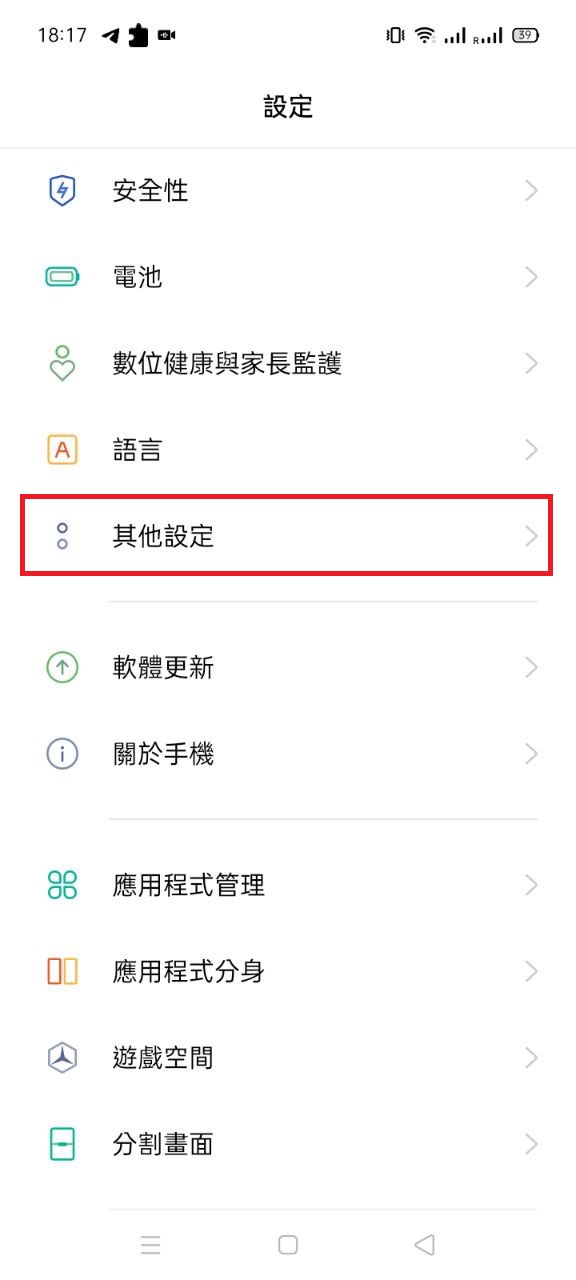 18:17
R
39
設定
安全性
電池
數位健康與家長監護
語言
A
其他設定
軟體更新
關於手機
應用程式管理
應用程式分身
遊戲空間
分割畫面